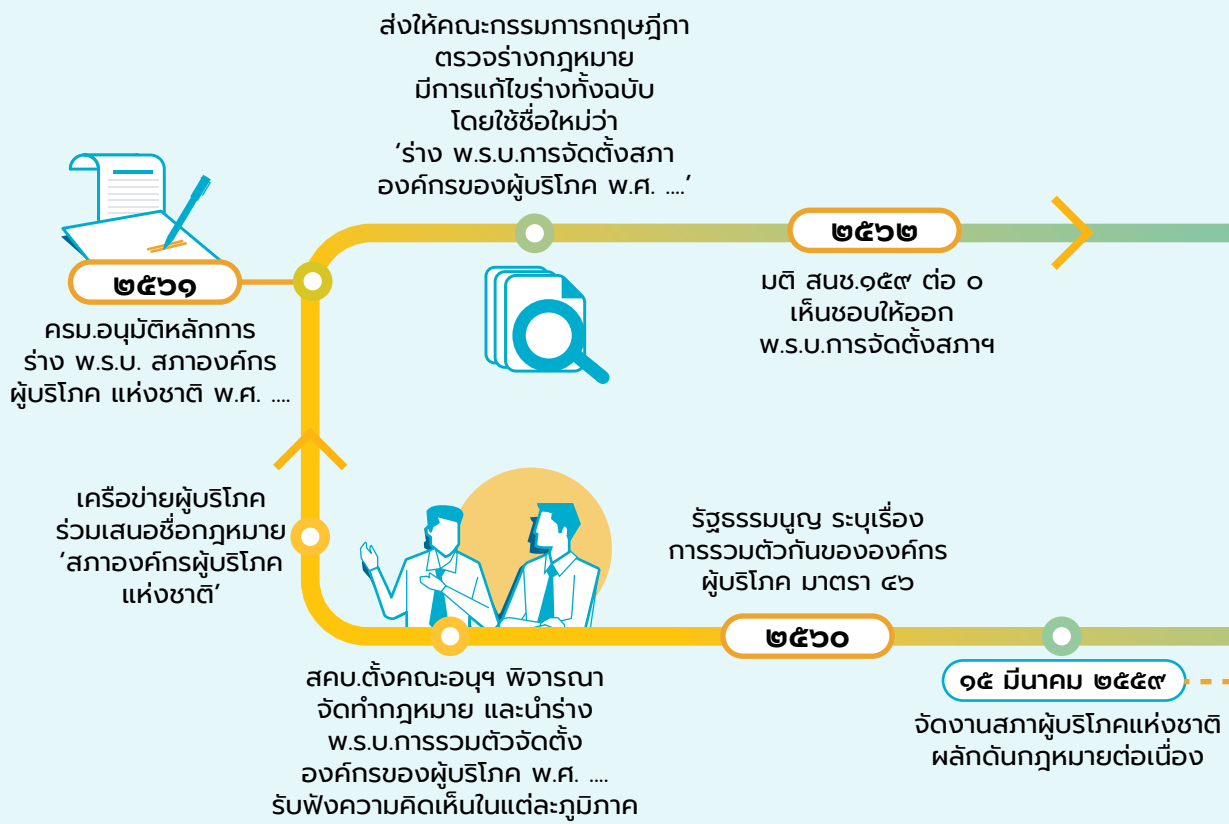 ส่งให้คณะกรรมการกฤษฎีกา
ตรวจร่างกฎหมาย
มีการแก้ไขร่างทั้งฉบับ
โดยใช้ชื่อใหม่ว่า
‘ร่าง พ.ร.บ.การจัดตั้งสภา
องค์กรของผู้บริโภค พ.ศ. ....’
๒๕๖๑
ครม.อนุมัติหลักการ
ร่าง พ.ร.บ. สภาองค์กร
ผู้บริโภค แห่งชาติ พ.ศ. ....
๒๕๖๒
มติ สนช.๑๕๙ ต่อ ๐
เห็นชอบให้ออก
พ.ร.บ.การจัดตั้งสภาฯ
เครือข่ายผู้บริโภค
ร่วมเสนอชื่อกฎหมาย
‘สภาองค์กรผู้บริโภค
แห่งชาติ’
รัฐธรรมนูญ ระบุเรื่อง
การรวมตัวกันขององค์กร
ผู้บริโภค มาตรา ๔๖
๒๕๖๐
สคบ.ตั้งคณะอนุฯ พิจารณา
จัดทำกฎหมาย และนำร่าง
พ.ร.บ.การรวมตัวจัดตั้ง
องค์กรของผู้บริโภค พ.ศ. ....
รับฟังความคิดเห็นในแต่ละภูมิภาค
๑๕ มีนาคม ๒๕๕๙
จัดงานสภาผู้บริโภคแห่งชาติ
ผลักดันกฎหมายต่อเนื่อง